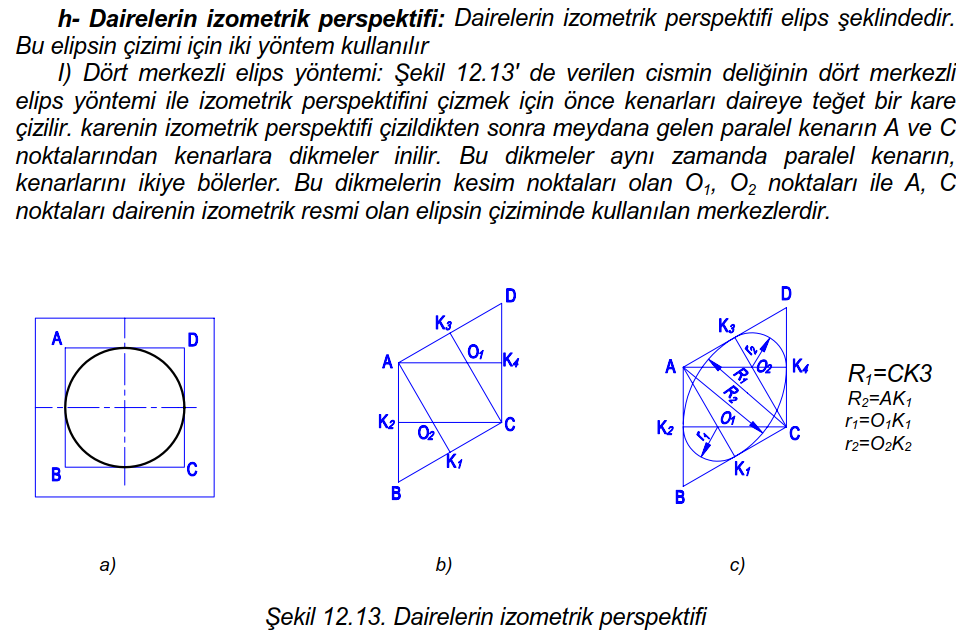 h- Dairelerin izometrik perspektifi: Dairelerin izometrik perspektifi elips şeklindedir.
Bu elipsin çizimi için iki yöntem kullanılır
I) Dört merkezli elips yöntemi: Şekil 12.13' de verilen cismin deliğinin dört merkezli
elips yöntemi ile izometrik perspektifini çizmek için önce kenarları daireye teğet bir kare
çizilir. karenin izometrik perspektifi çizildikten sonra meydana gelen paralel kenarın A ve C
noktalarından kenarlara dikmeler inilir. Bu dikmeler aynı zamanda paralel kenarın,
kenarlarını ikiye bölerler. Bu dikmelerin kesim noktaları olan O₁, O₂ noktaları ile A, C
noktaları dairenin izometrik resmi olan elipsin çiziminde kullanılan merkezlerdir.
A
D
B
C
D
K₃
A
O₁
K₄
K₂
O₂
C
K₁
B
D
K₃
r₂
A
O₂
K₄
R₁
R₂
K₂
O₁
r₁
C
K₁
B
R₁=CK3
R₂=AK₁
r₁=O₁K₁
r₂=O₂K₂
a)
b)
c)
Şekil 12.13. Dairelerin izometrik perspektifi